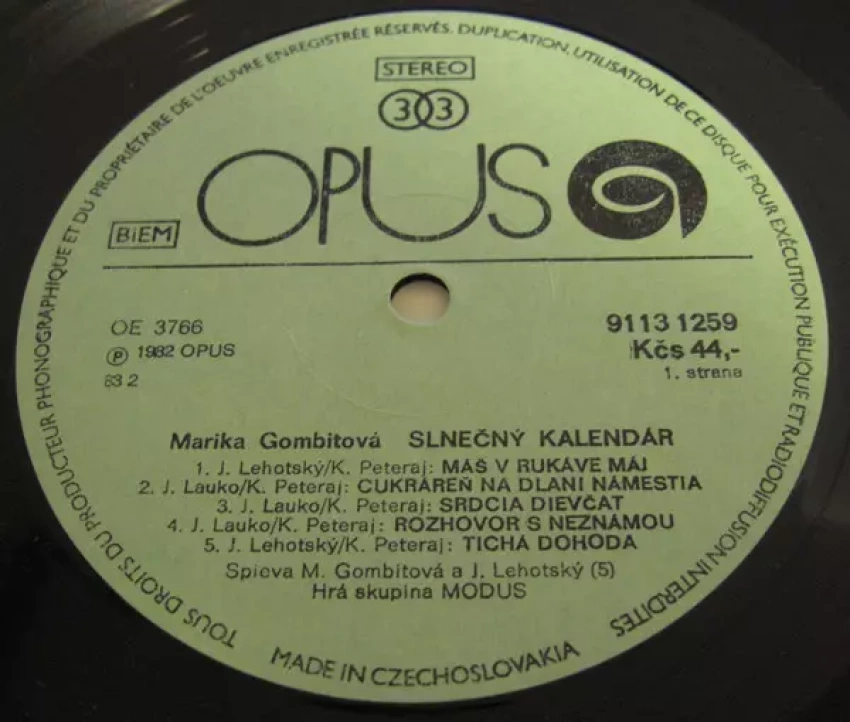 TOUS DROITS DU PRODUCTEUR PHONOGRAPHIQUE ET DU PROPRIÉTAIRE DE L'OEUVRE ENREGISTRÉE RÉSERVÉS. DUPLICATION, UTILISATION DE CE DISQUE POUR EXÉCUTION PUBLIQUE ET RADIODIFFUSION INTERDITES
STEREO
33
OPUS
BIEM
OE 3766
℗ 1982 OPUS
83 2
9113 1259
Kčs 44,-
1. strana
Marika Gombitová SLNEČNÝ KALENDÁR
1. J. Lehotský/K. Peteraj: MÁŠ V RUKÁVE MÁJ
2. J. Lauko/K. Peteraj: CUKRÁREŇ NA DLANI NÁMESTIA
3. J. Lauko/K. Peteraj: SRDCIA DIEVČAT
4. J. Lauko/K. Peteraj: ROZHOVOR S NEZNÁMOU
5. J. Lehotský/K. Peteraj: TICHÁ DOHODA
Spieva M. Gombitová a J. Lehotský (5)
Hrá skupina MODUS
MADE IN CZECHOSLOVAKIA